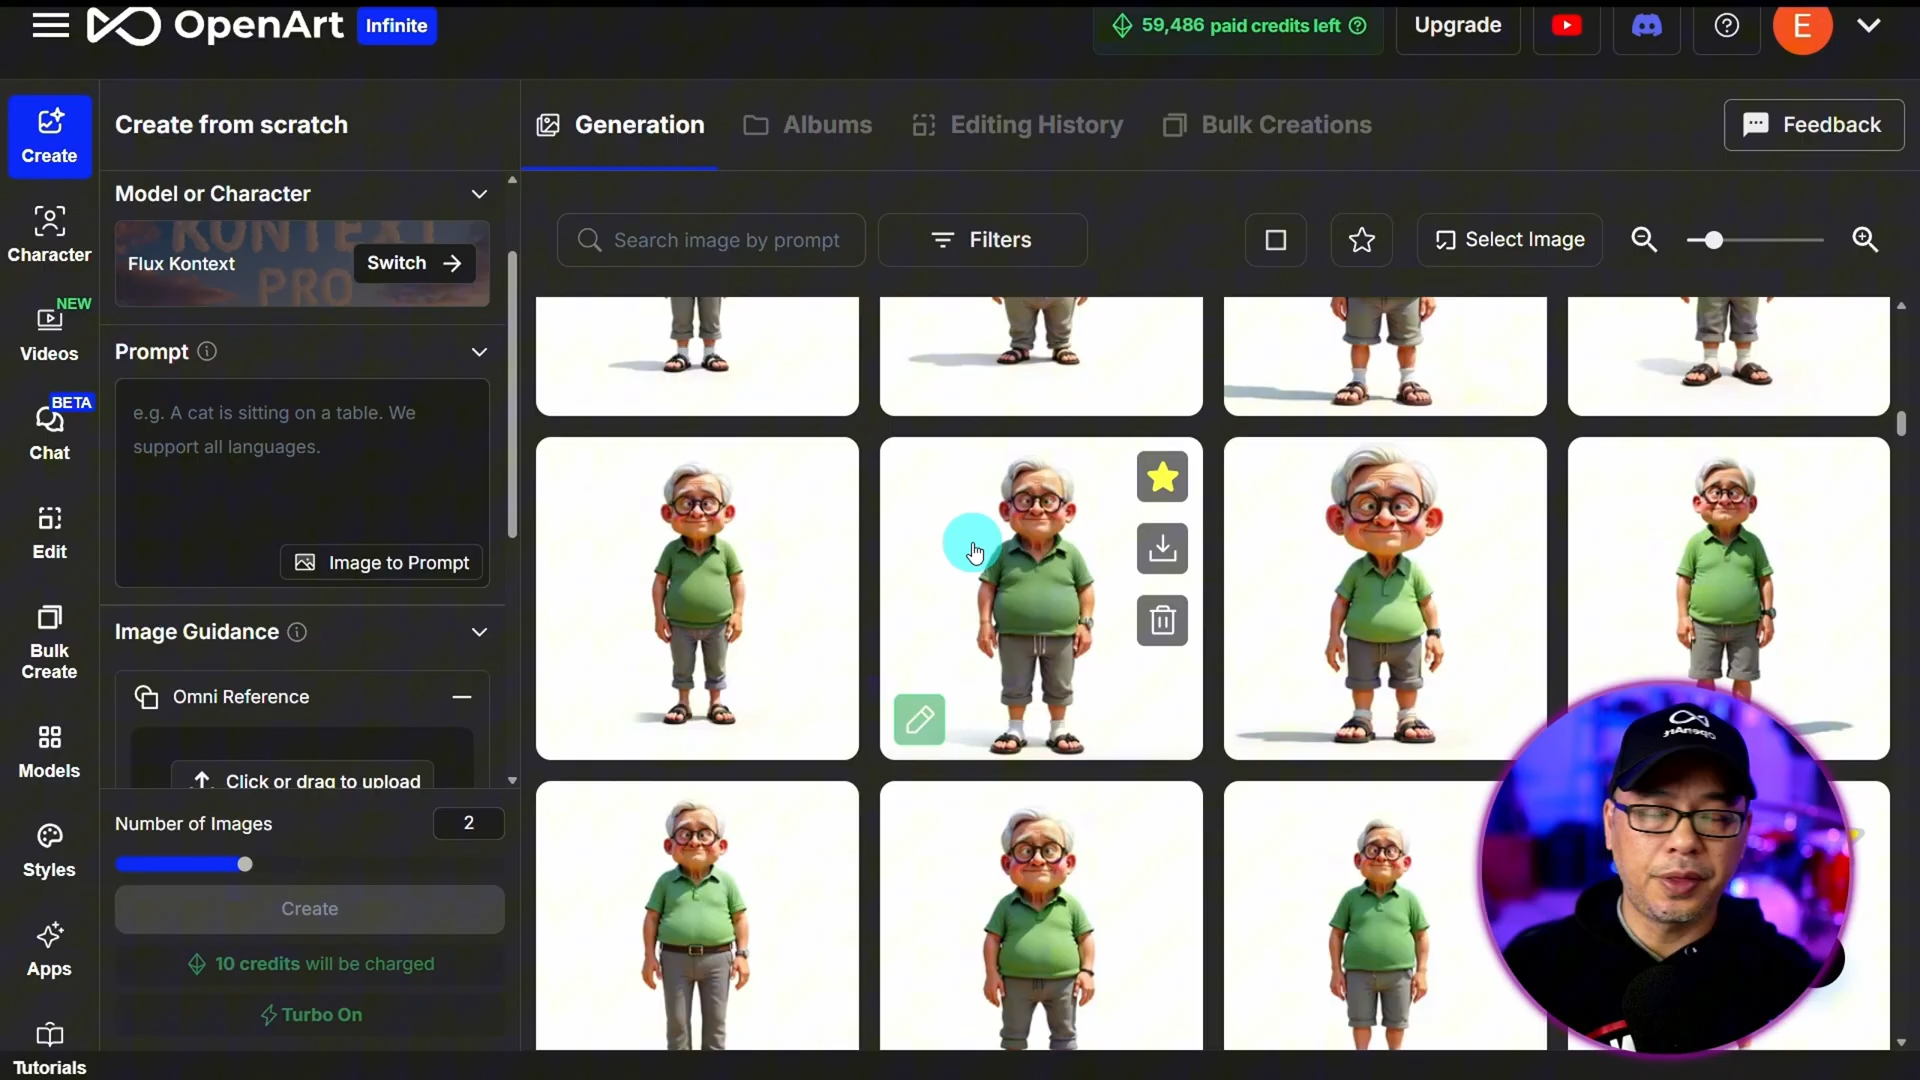 OpenArt
Infinite
59,486 paid credits left
Upgrade
E
Create
Character
NEW
Videos
BETA
Chat
Edit
Bulk
Create
Models
Styles
Apps
Tutorials
Create from scratch
Model or Character
KONTEXT
PRO
Flux Kontext
Switch
Prompt
e.g. A cat is sitting on a table. We
support all languages.
Image to Prompt
Image Guidance
Omni Reference
Click or drag to upload
Number of Images
2
Create
10 credits will be charged
Turbo On
Generation
Albums
Editing History
Bulk Creations
Feedback
Search image by prompt
Filters
Select Image
OpenArt